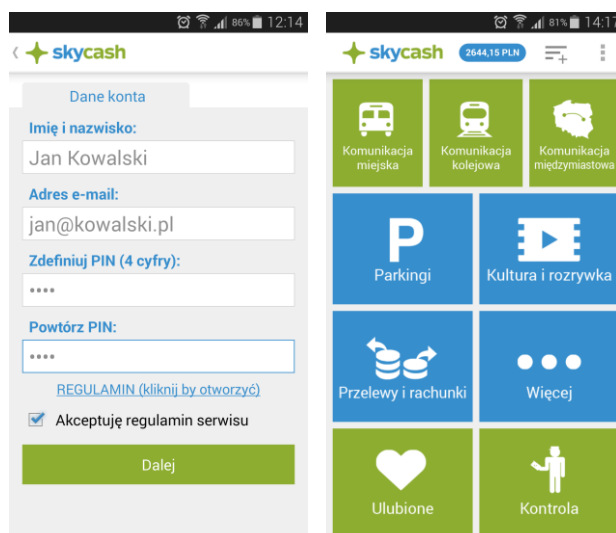 86% 12:14
skycash
Dane konta
Imię i nazwisko:
Jan Kowalski
Adres e-mail:
jan@kowalski.pl
Zdefiniuj PIN (4 cyfry):
••••
Powtórz PIN:
••••
REGULAMIN (kliknij by otworzyć)
Akceptuję regulamin serwisu
Dalej
81% 14:17
skycash 2644,15 PLN
Komunikacja miejska
Komunikacja kolejowa
Komunikacja międzymiastowa
P
Parkingi
Kultura i rozrywka
Przelewy i rachunki
Więcej
Ulubione
Kontrola